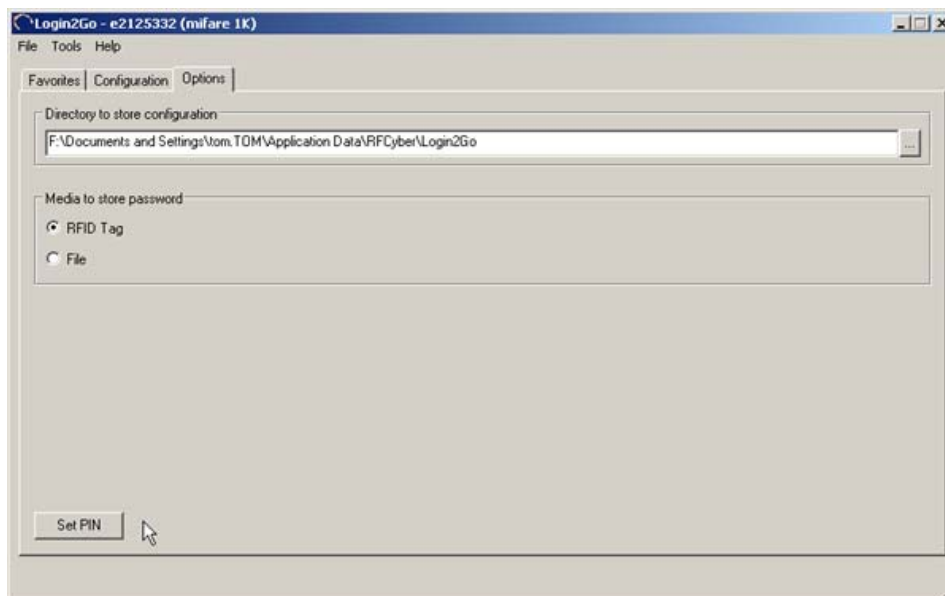 Login2Go - e2125332 (mifare 1K)
File Tools Help
Favorites Configuration Options
Directory to store configuration
F:\Documents and Settings\tom.TOM\Application Data\RFCyber\Login2Go
...
Media to store password
RFID Tag
File
Set PIN